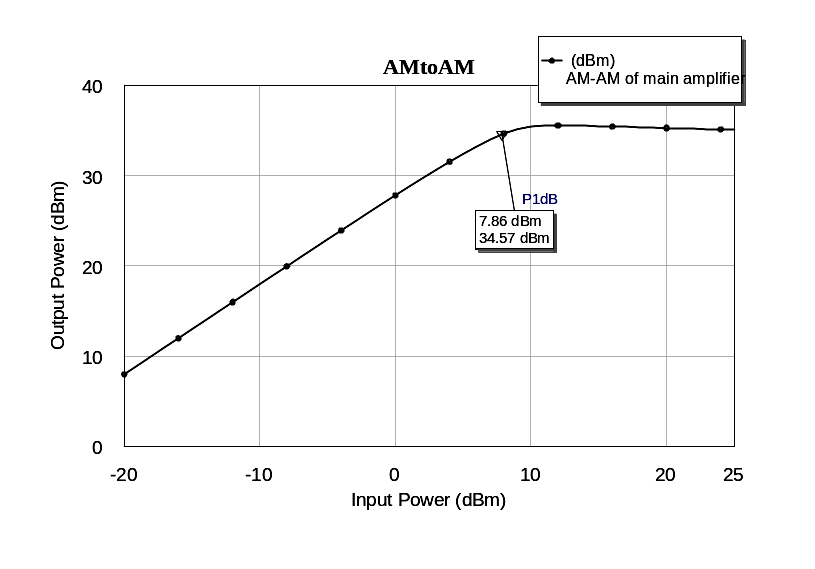 AMtoAM
(dBm)
AM-AM of main amplifier
40
30
20
10
0
Output Power (dBm)
P1dB
7.86 dBm
34.57 dBm
-20 -10 0 10 20 25
Input Power (dBm)